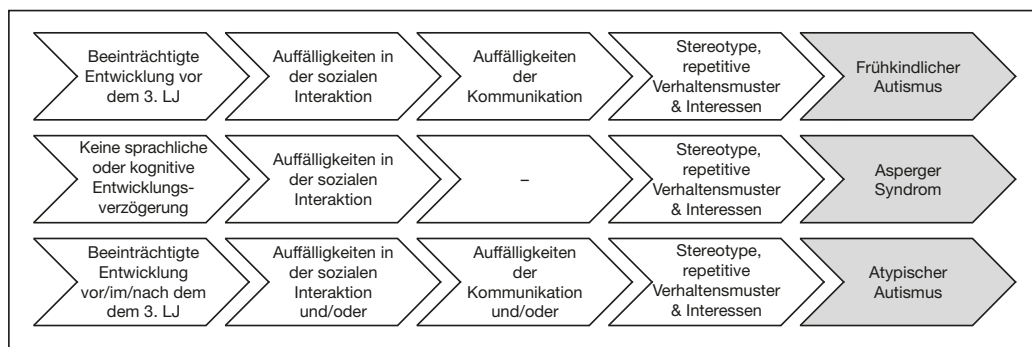 Beeinträchtigte
Entwicklung vor
dem 3. LJ
Auffälligkeiten in
der sozialen
Interaktion
Auffälligkeiten
der
Kommunikation
Stereotype,
repetitive
Verhaltensmuster
& Interessen
Frühkindlicher
Autismus
Keine sprachliche
oder kognitive
Entwicklungs-
verzögerung
Auffälligkeiten in
der sozialen
Interaktion
–
Stereotype,
repetitive
Verhaltensmuster
& Interessen
Asperger
Syndrom
Beeinträchtigte
Entwicklung
vor/im/nach dem
dem 3. LJ
Auffälligkeiten in
der sozialen
Interaktion
und/oder
Auffälligkeiten
der
Kommunikation
und/oder
Stereotype,
repetitive
Verhaltensmuster
& Interessen
Atypischer
Autismus